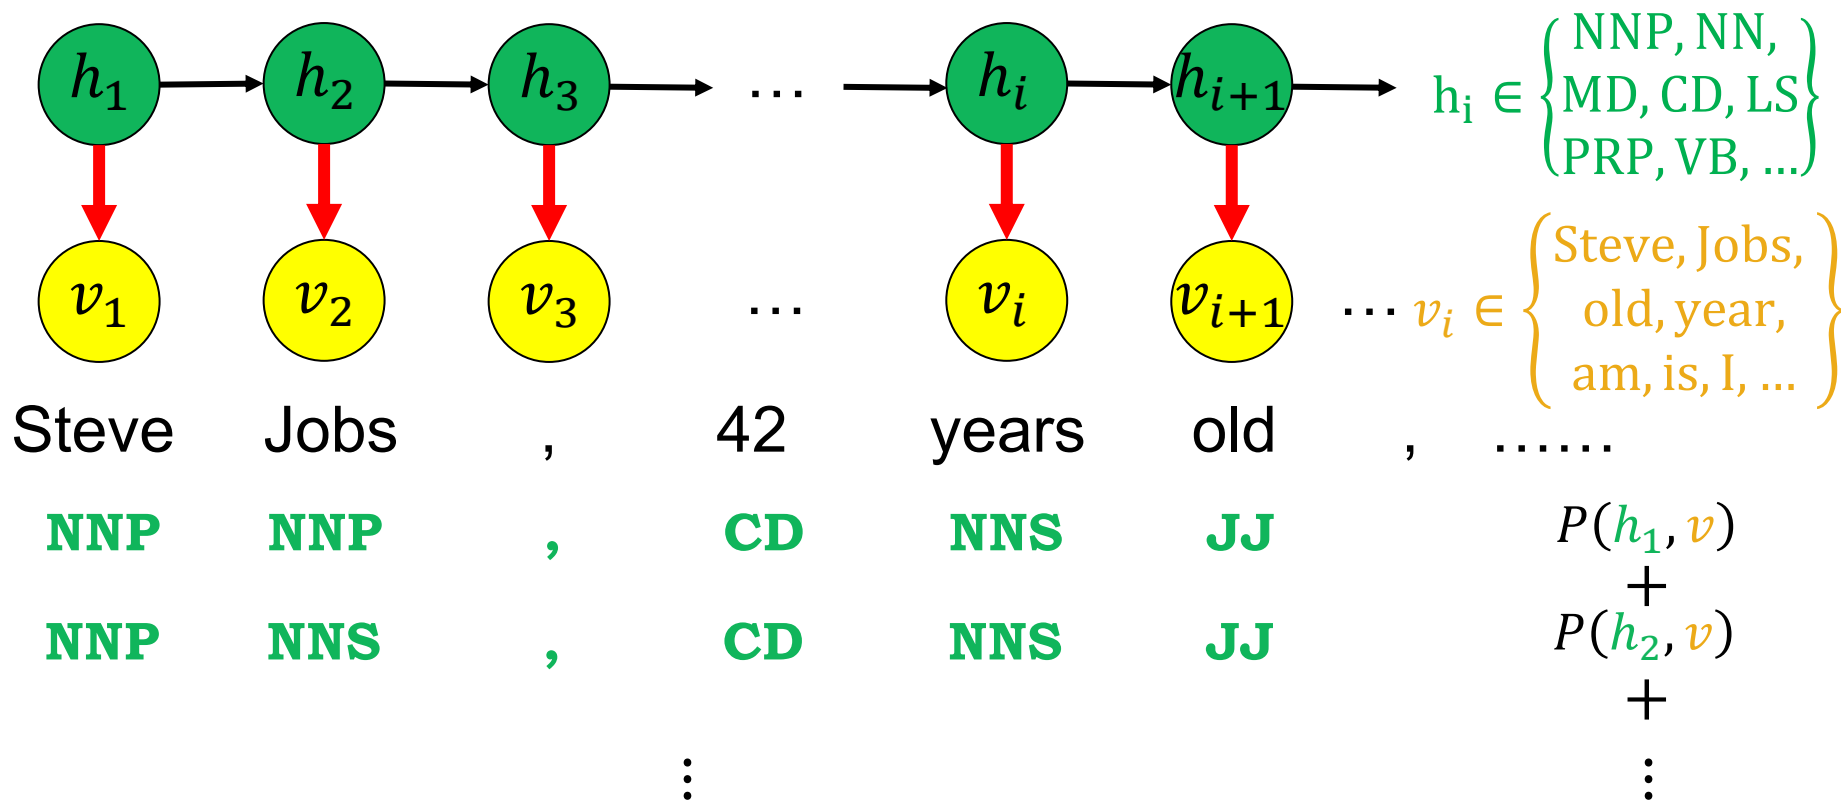 h₁ h₂ h₃ … hᵢ hᵢ₊₁ hᵢ ∈ { NNP, NN,
MD, CD, LS
PRP, VB, … }
v₁ v₂ v₃ … vᵢ vᵢ₊₁ … vᵢ ∈ { Steve, Jobs,
old, year,
am, is, I, … }
Steve Jobs , 42 years old , ……
NNP NNP , CD NNS JJ P(h₁, v)
+
NNP NNS , CD NNS JJ P(h₂, v)
+
⋮ ⋮